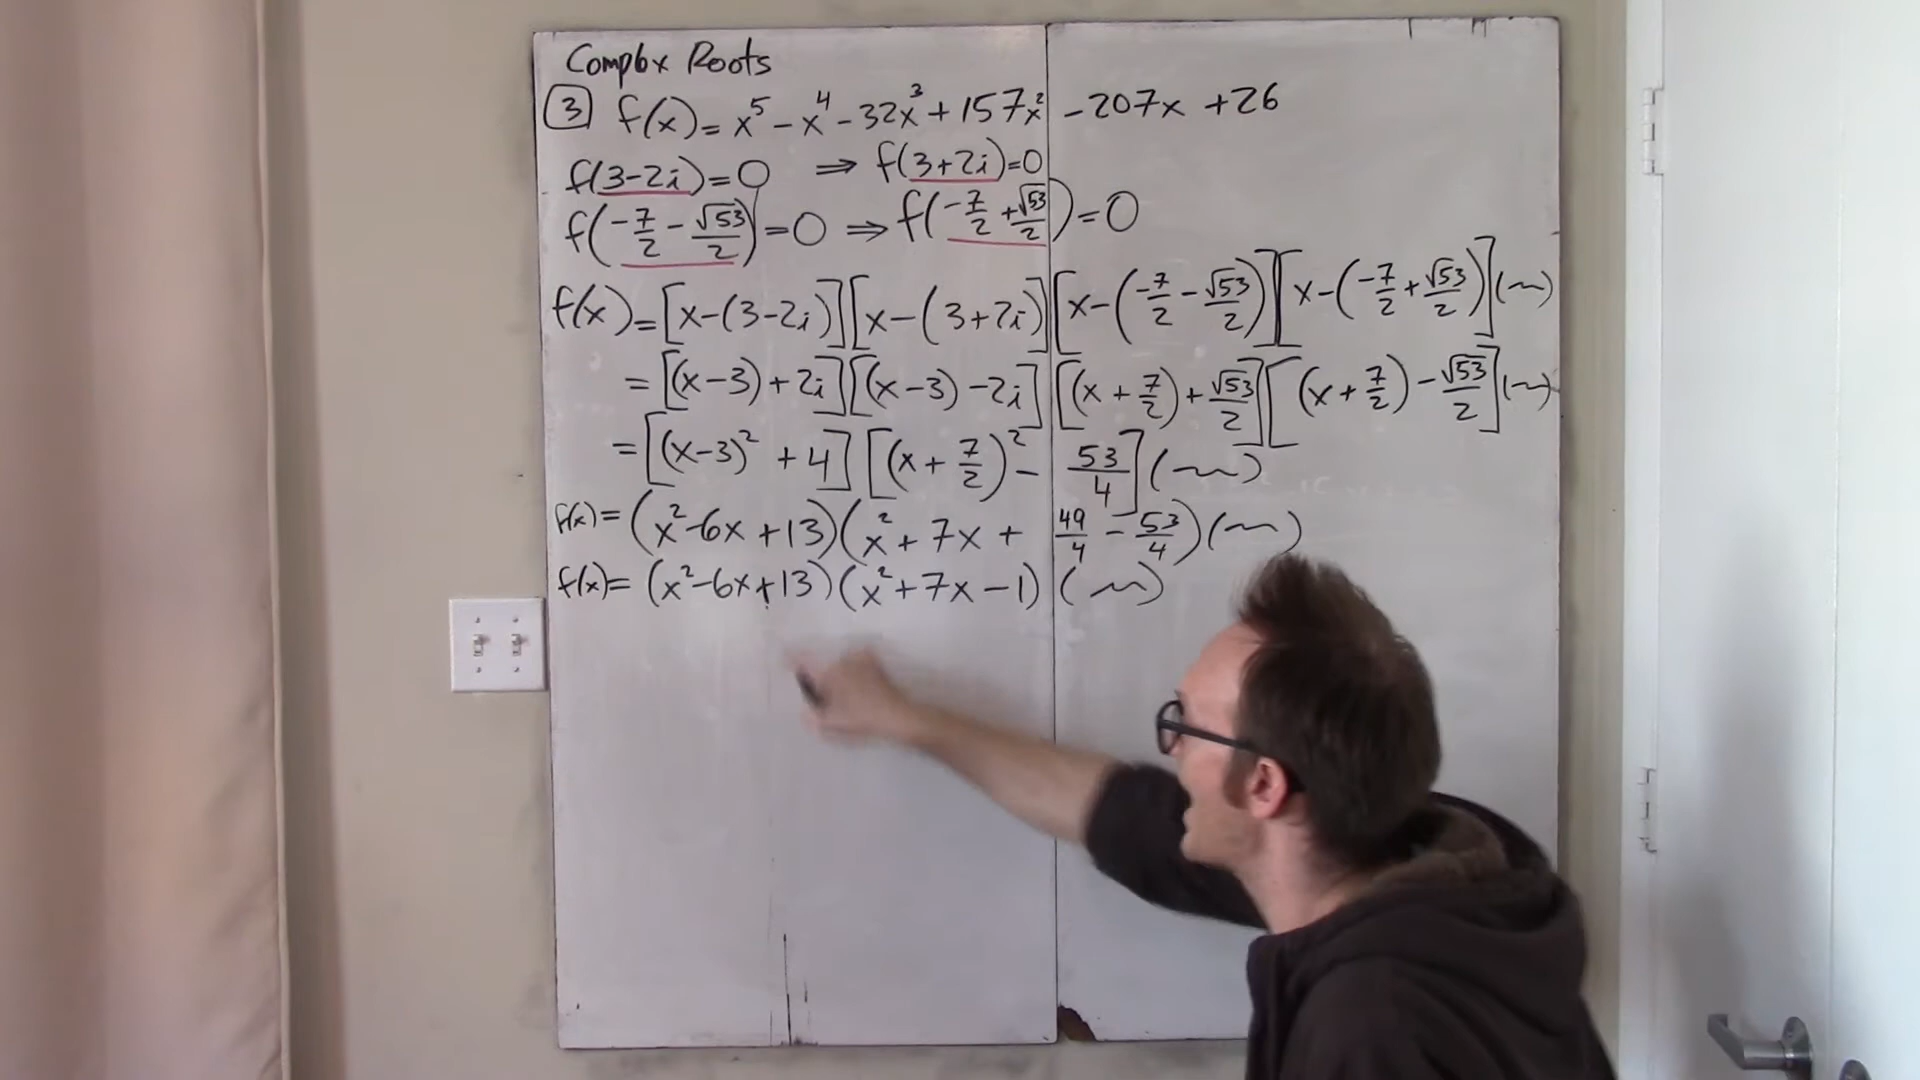 Complex Roots
3 f(x) = x⁵ - x⁴ - 32x³ + 157x² - 207x + 26
f(3-2i) = 0 ⇒ f(3+2i) = 0
f(-7/2 - √53/2) = 0 ⇒ f(-7/2 + √53/2) = 0
f(x) = [x-(3-2i)][x-(3+2i)][x-(-7/2 - √53/2)][x-(-7/2 + √53/2)](~)
= [(x-3)+2i][(x-3)-2i][(x + 7/2) + √53/2][(x + 7/2) - √53/2](~)
= [(x-3)² + 4][(x + 7/2)² - 53/4](~)
f(x) = (x²-6x+13)(x² + 7x + 49/4 - 53/4)(~)
f(x) = (x²-6x+13)(x²+7x-1)(~)